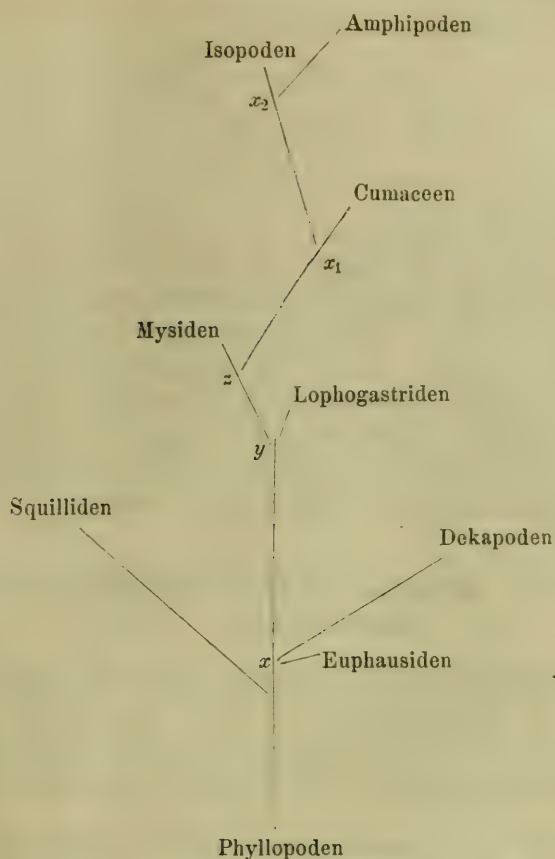 Amphipoden
Isopoden
x2
Cumaceen
x1
Mysiden
z
Lophogastriden
y
Squilliden
Dekapoden
x
Euphausiden
Phyllopoden